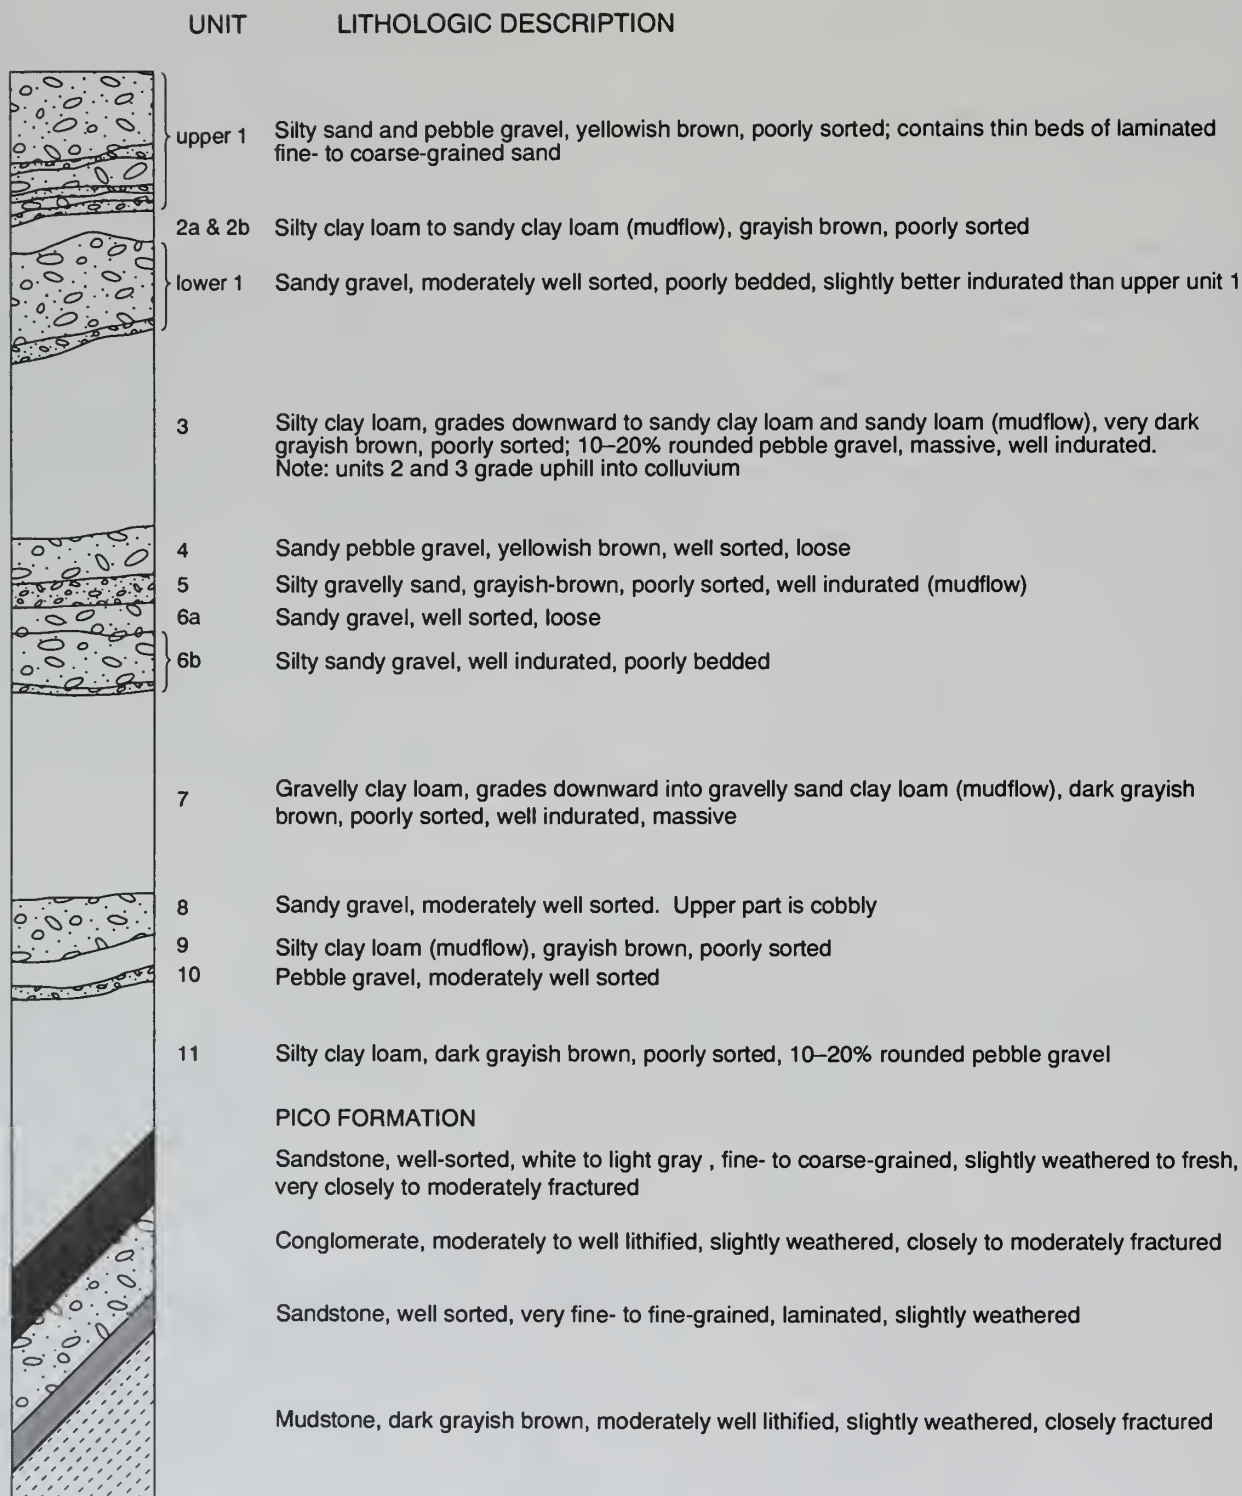 UNIT LITHOLOGIC DESCRIPTION
upper 1 Silty sand and pebble gravel, yellowish brown, poorly sorted; contains thin beds of laminated
fine- to coarse-grained sand
2a & 2b Silty clay loam to sandy clay loam (mudflow), grayish brown, poorly sorted
lower 1 Sandy gravel, moderately well sorted, poorly bedded, slightly better indurated than upper unit 1
3 Silty clay loam, grades downward to sandy clay loam and sandy loam (mudflow), very dark
grayish brown, poorly sorted; 10–20% rounded pebble gravel, massive, well indurated.
Note: units 2 and 3 grade uphill into colluvium
4 Sandy pebble gravel, yellowish brown, well sorted, loose
5 Silty gravelly sand, grayish-brown, poorly sorted, well indurated (mudflow)
6a Sandy gravel, well sorted, loose
6b Silty sandy gravel, well indurated, poorly bedded
7 Gravelly clay loam, grades downward into gravelly sand clay loam (mudflow), dark grayish
brown, poorly sorted, well indurated, massive
8 Sandy gravel, moderately well sorted. Upper part is cobbly
9 Silty clay loam (mudflow), grayish brown, poorly sorted
10 Pebble gravel, moderately well sorted
11 Silty clay loam, dark grayish brown, poorly sorted, 10–20% rounded pebble gravel
PICO FORMATION
Sandstone, well-sorted, white to light gray , fine- to coarse-grained, slightly weathered to fresh,
very closely to moderately fractured
Conglomerate, moderately to well lithified, slightly weathered, closely to moderately fractured
Sandstone, well sorted, very fine- to fine-grained, laminated, slightly weathered
Mudstone, dark grayish brown, moderately well lithified, slightly weathered, closely fractured